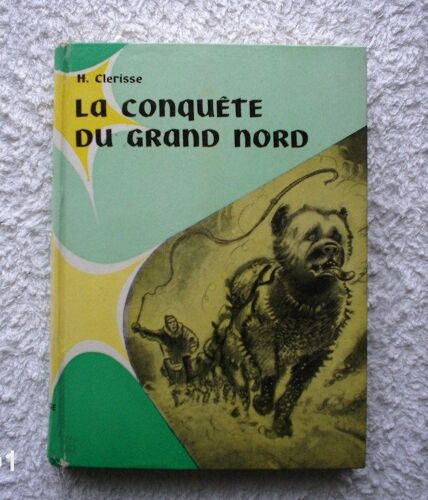 H. Clerisse
LA CONQUÊTE
DU GRAND NORD